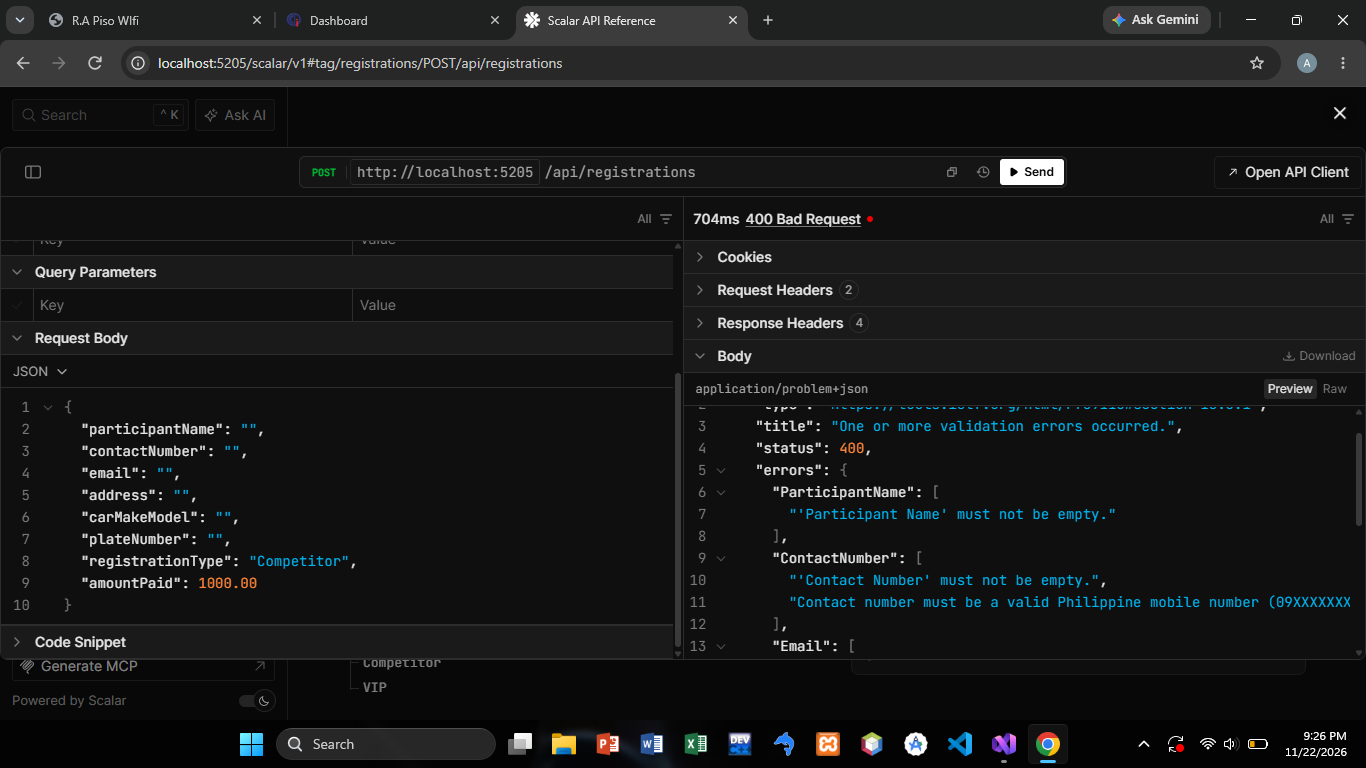 R.A Piso WIfi
Dashboard
Scalar API Reference
Ask Gemini
localhost:5205/scalar/v1#tag/registrations/POST/api/registrations
A
Search
^ K
Ask AI
POST
http://localhost:5205
/api/registrations
Send
Open API Client
All
704ms 400 Bad Request
All
Key
Value
Cookies
Query Parameters
Request Headers 2
Key
Value
Response Headers 4
Request Body
Body
Download
JSON
application/problem+json
Preview
Raw
1 {
2 "participantName": "",
3 "contactNumber": "",
4 "email": "",
5 "address": "",
6 "carMakeModel": "",
7 "plateNumber": "",
8 "registrationType": "Competitor",
9 "amountPaid": 1000.00
10 }
3 "title": "One or more validation errors occurred.",
4 "status": 400,
5 "errors": {
6 "ParticipantName": [
7 "'Participant Name' must not be empty."
8 ],
9 "ContactNumber": [
10 "'Contact Number' must not be empty.",
11 "Contact number must be a valid Philippine mobile number (09XXXXXXX
12 ],
13 "Email": [
Code Snippet
Generate MCP
Competitor
Powered by Scalar
VIP
Search
DEV
9:26 PM
11/22/2026